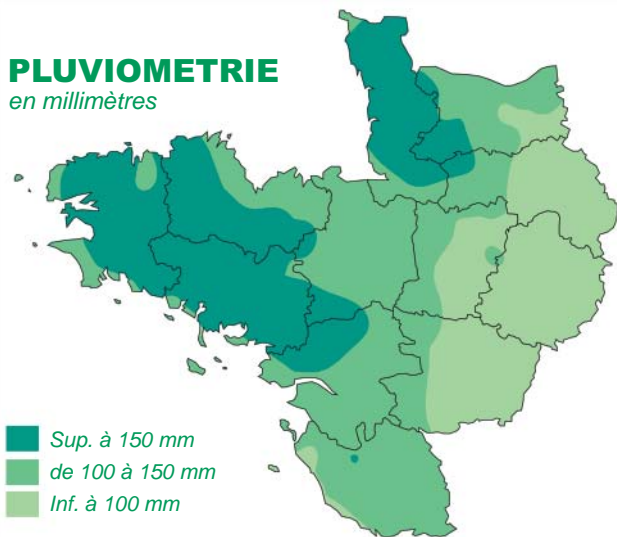 PLUVIOMETRIE
en millimètres
Sup. à 150 mm
de 100 à 150 mm
Inf. à 100 mm